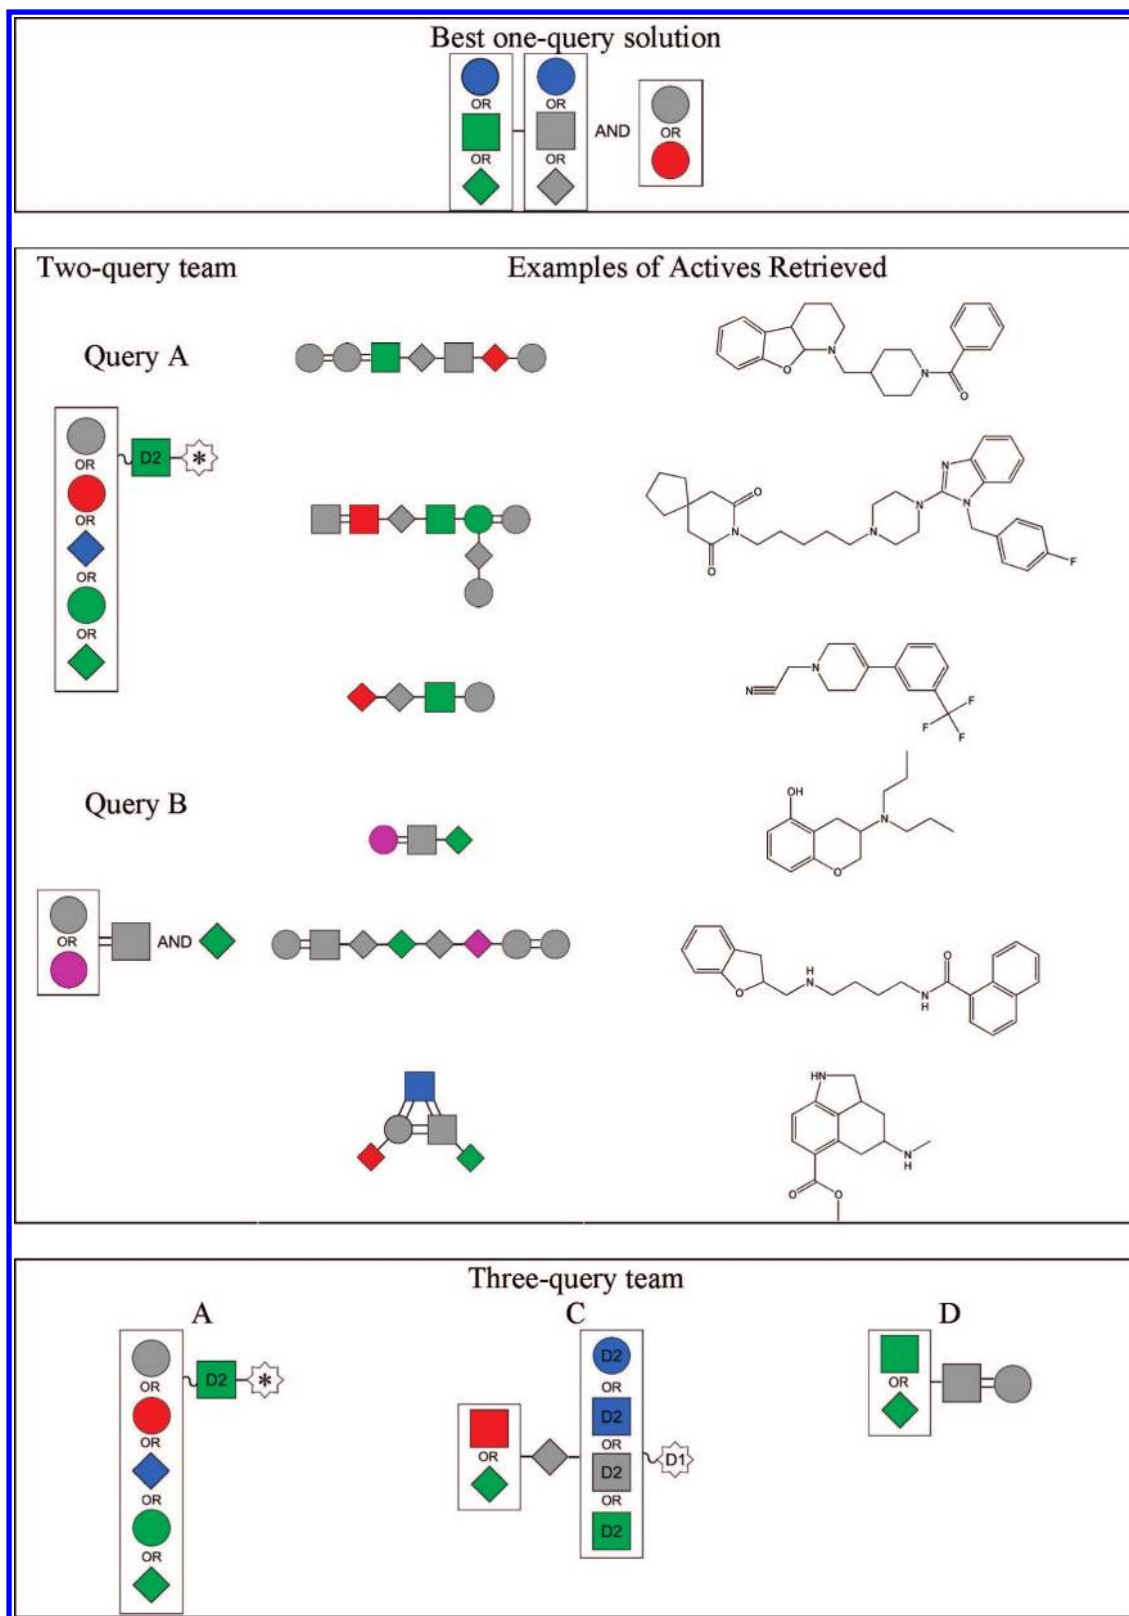 Best one-query solution
OR OR
AND
OR
OR OR
Two-query team Examples of Actives Retrieved
Query A
N
O
N
O
OR
D2 *
OR
OR
OR
OR
O
N
O
N
N
N
N
F
N
N
F
F
F
Query B
OH
N
O
OR
AND
O
H
N
N
H
O
HN
N
H
O
O
Three-query team
A C D
OR
D2 *
OR
OR
OR
OR
OR
D2
OR
D2
OR
D2
OR
D2
D1
OR